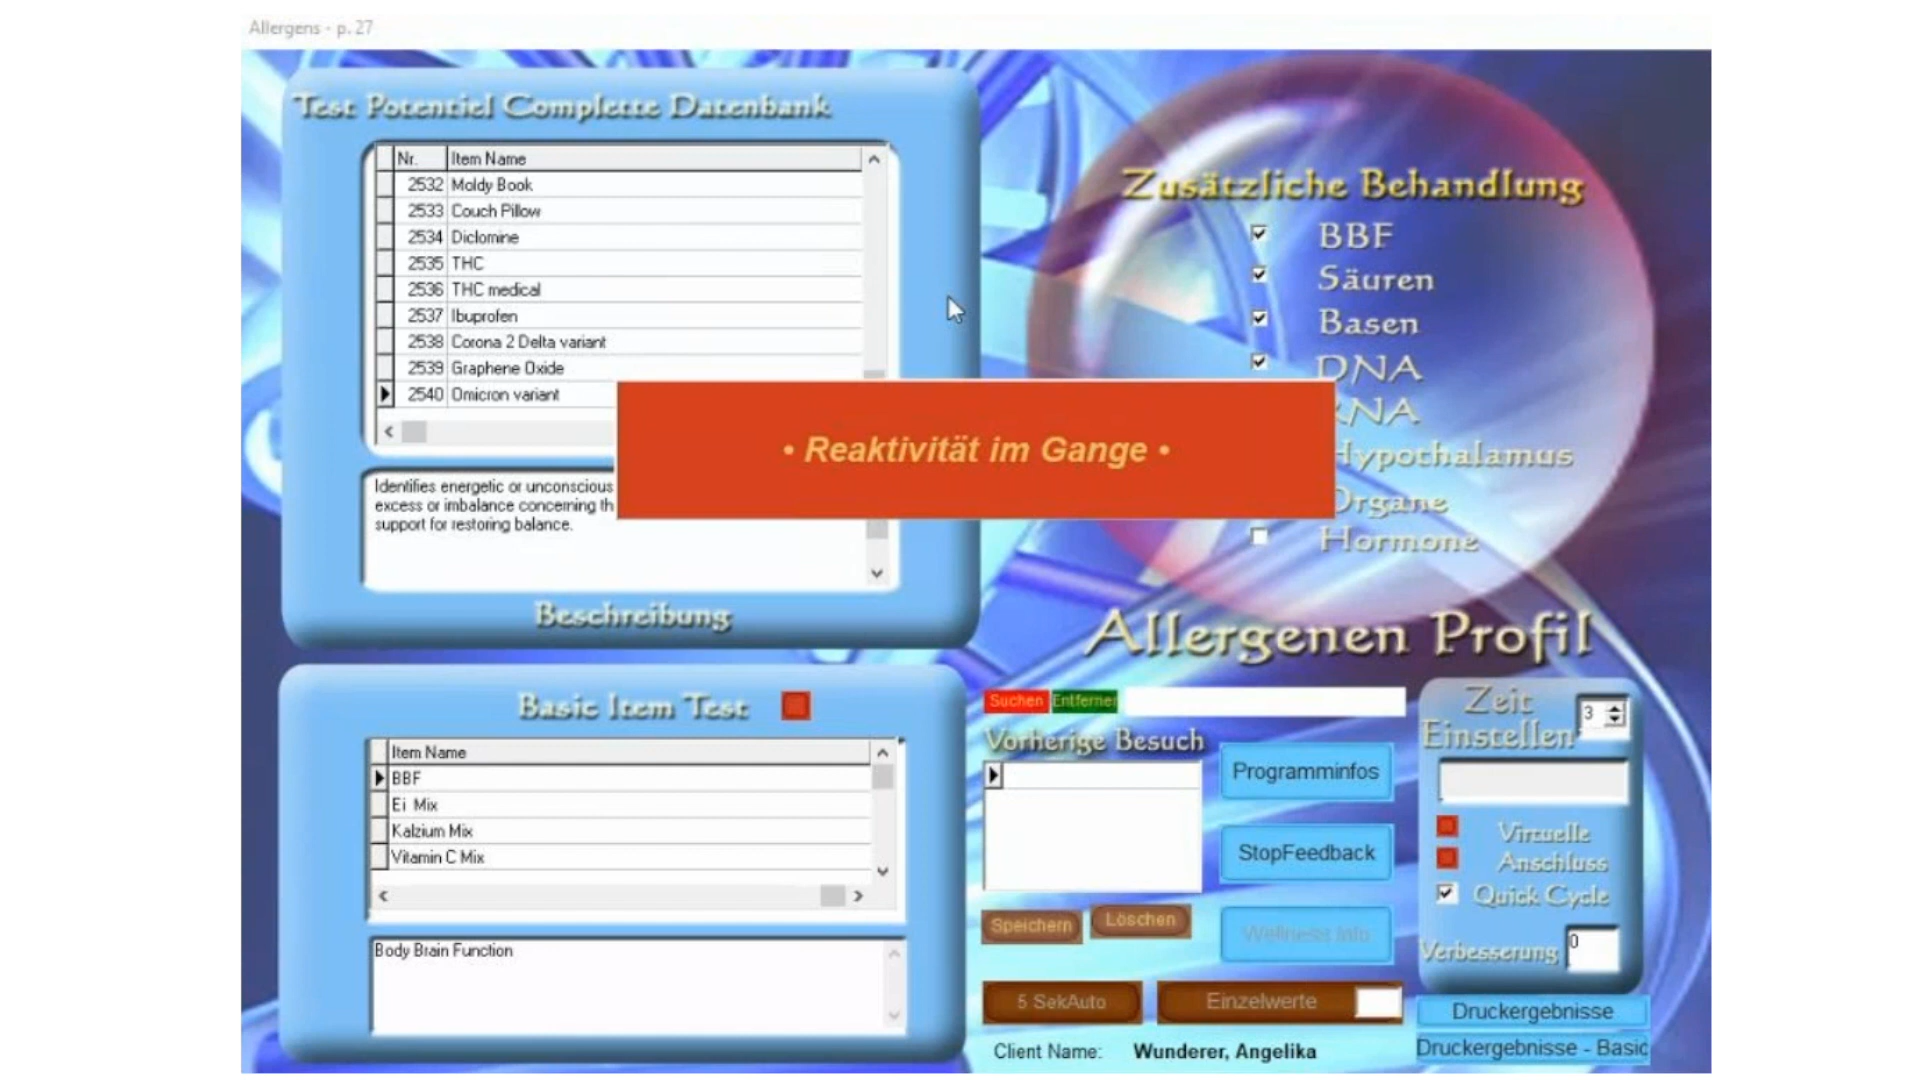 Allergens - p. 27
Test Potentiel Complette Datenbank
Nr. Item Name
2532 Moldy Book
2533 Couch Pillow
2534 Diclomine
2535 THC
2536 THC medical
2537 Ibuprofen
2538 Corona 2 Delta variant
2539 Graphene Oxide
2540 Omicron variant
Identifies energetic or unconscious
excess or imbalance concerning th
support for restoring balance.
Beschreibung
Zusätzliche Behandlung
BBF
Säuren
Basen
DNA
RNA
Hypothalamus
Organe
Hormone
• Reaktivität im Gange •
Allergenen Profil
Basic Item Test
Item Name
BBF
Ei Mix
Kalzium Mix
Vitamin C Mix
Body Brain Function
Suchen Entferner
Vorherige Besuch
Programminfos
StopFeedback
Wellness Info
Speichern Löschen
5 SekAuto
Einzelwerte
Client Name: Wunderer, Angelika
Zeit
Einstellen 3
Virtuelle
Anschluss
Quick Cycle
Verbesserung 0
Druckergebnisse
Druckergebnisse - Basic